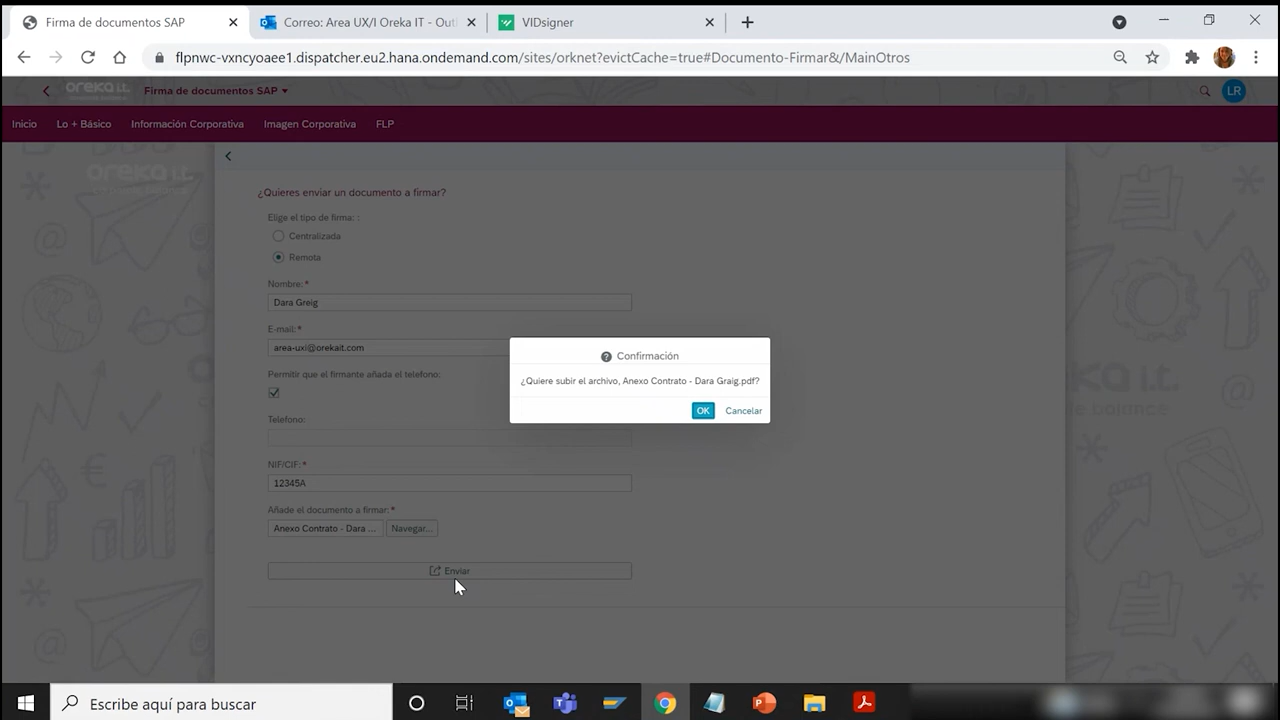 Firma de documentos SAP
Correo: Area UX/I Oreka IT - Outl
VIDsigner
flpnwc-vxncyoaee1.dispatcher.eu2.hana.ondemand.com/sites/orknet?evictCache=true#Documento-Firmar&/MainOtros
oreka i.t.
Firma de documentos SAP
LR
Inicio
Lo + Básico
Información Corporativa
Imagen Corporativa
FLP
oreka i.t.
¿Quieres enviar un documento a firmar?
Elige el tipo de firma: :
Centralizada
Remota
Nombre:*
Dara Greig
E-mail:*
area-uxi@orekait.com
Permitir que el firmante añada el telefono:
Telefono:
NIF/CIF:*
12345A
Añade el documento a firmar:*
Anexo Contrato - Dara ...
Navegar...
Enviar
Confirmación
¿Quiere subir el archivo, Anexo Contrato - Dara Graig.pdf?
OK
Cancelar
Escribe aquí para buscar